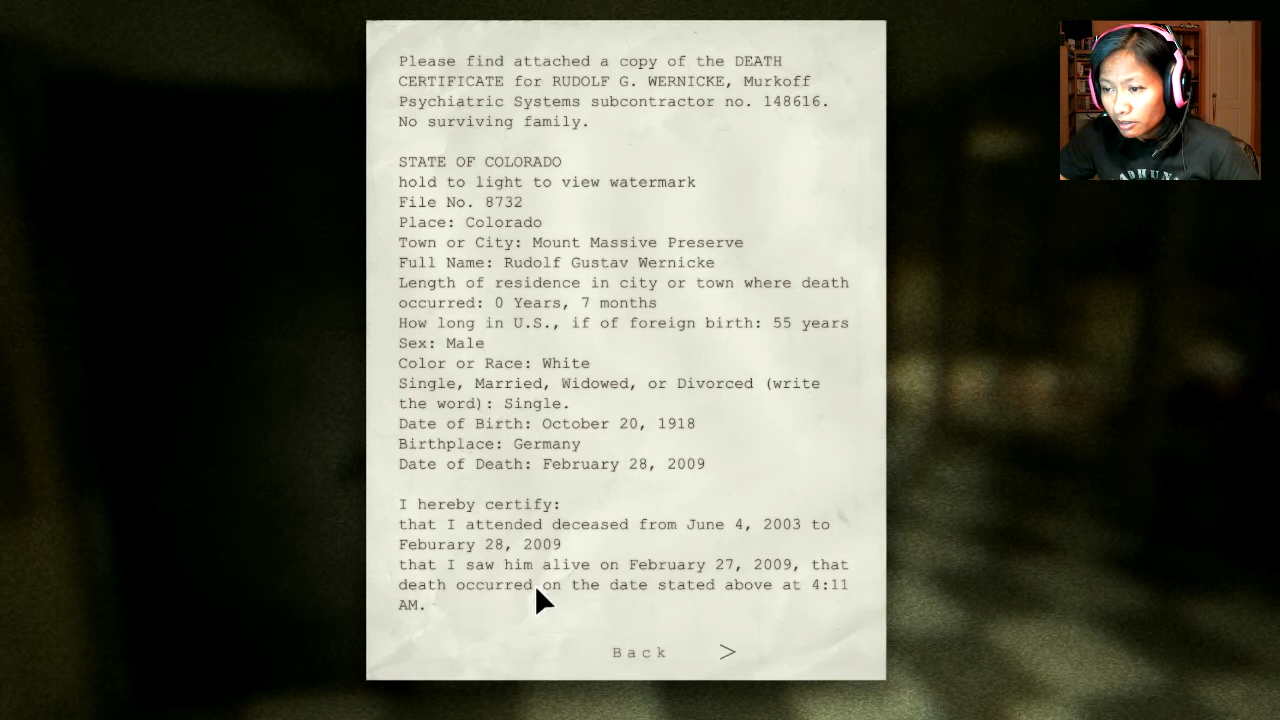 Please find attached a copy of the DEATH
CERTIFICATE for RUDOLF G. WERNICKE, Murkoff
Psychiatric Systems subcontractor no. 148616.
No surviving family.
STATE OF COLORADO
hold to light to view watermark
File No. 8732
Place: Colorado
Town or City: Mount Massive Preserve
Full Name: Rudolf Gustav Wernicke
Length of residence in city or town where death
occurred: 0 Years, 7 months
How long in U.S., if of foreign birth: 55 years
Sex: Male
Color or Race: White
Single, Married, Widowed, or Divorced (write
the word): Single.
Date of Birth: October 20, 1918
Birthplace: Germany
Date of Death: February 28, 2009
I hereby certify:
that I attended deceased from June 4, 2003 to
Feburary 28, 2009
that I saw him alive on February 27, 2009, that
death occurred on the date stated above at 4:11
AM.
Back >